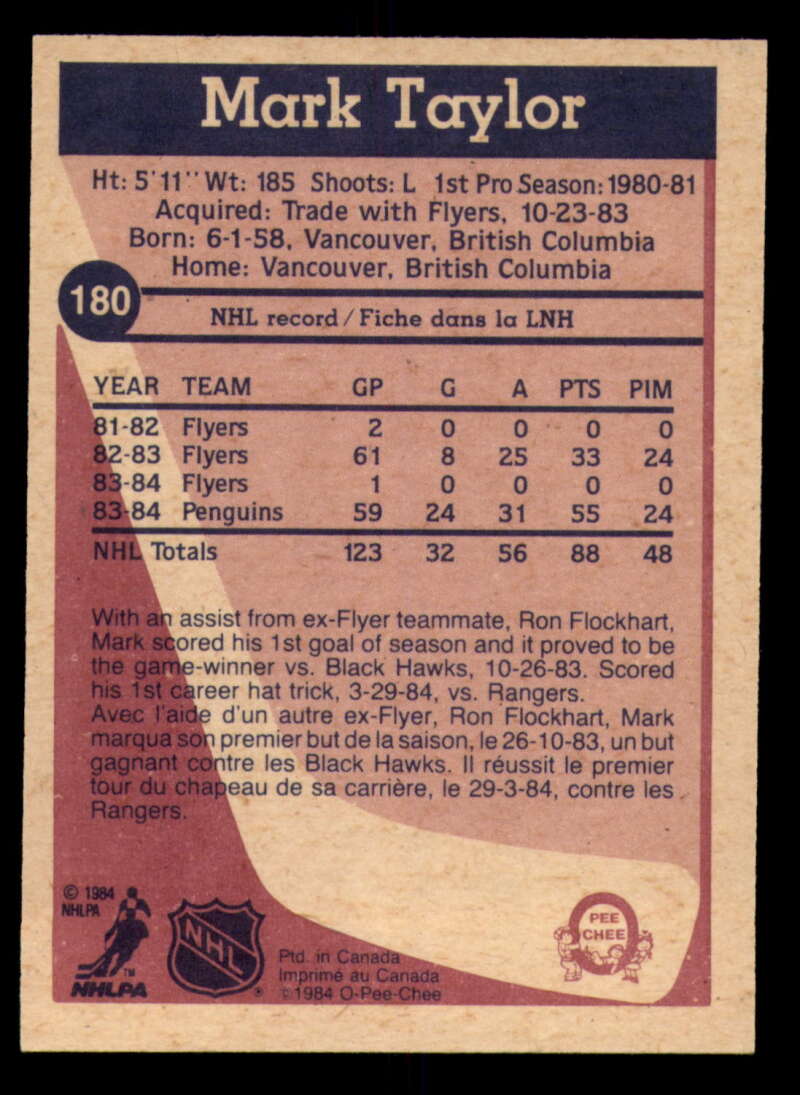 Mark Taylor
Ht: 5'11" Wt: 185 Shoots: L 1st Pro Season: 1980-81
Acquired: Trade with Flyers, 10-23-83
Born: 6-1-58, Vancouver, British Columbia
Home: Vancouver, British Columbia
180
NHL record/Fiche dans la LNH
YEAR TEAM GP G A PTS PIM
81-82 Flyers 2 0 0 0 0
82-83 Flyers 61 8 25 33 24
83-84 Flyers 1 0 0 0 0
83-84 Penguins 59 24 31 55 24
NHL Totals 123 32 56 88 48
With an assist from ex-Flyer teammate, Ron Flockhart,
Mark scored his 1st goal of season and it proved to be
the game-winner vs. Black Hawks, 10-26-83. Scored
his 1st career hat trick, 3-29-84, vs. Rangers.
Avec l'aide d'un autre ex-Flyer, Ron Flockhart, Mark
marqua son premier but de la saison, le 26-10-83, un but
gagnant contre les Black Hawks. Il réussit le premier
tour du chapeau de sa carrière, le 29-3-84, contre les
Rangers.
© 1984
NHLPA
TM
NHLPA
NHL
®
Ptd. in Canada
Imprimé au Canada
©1984 O-Pee-Chee
PEE
CHEE